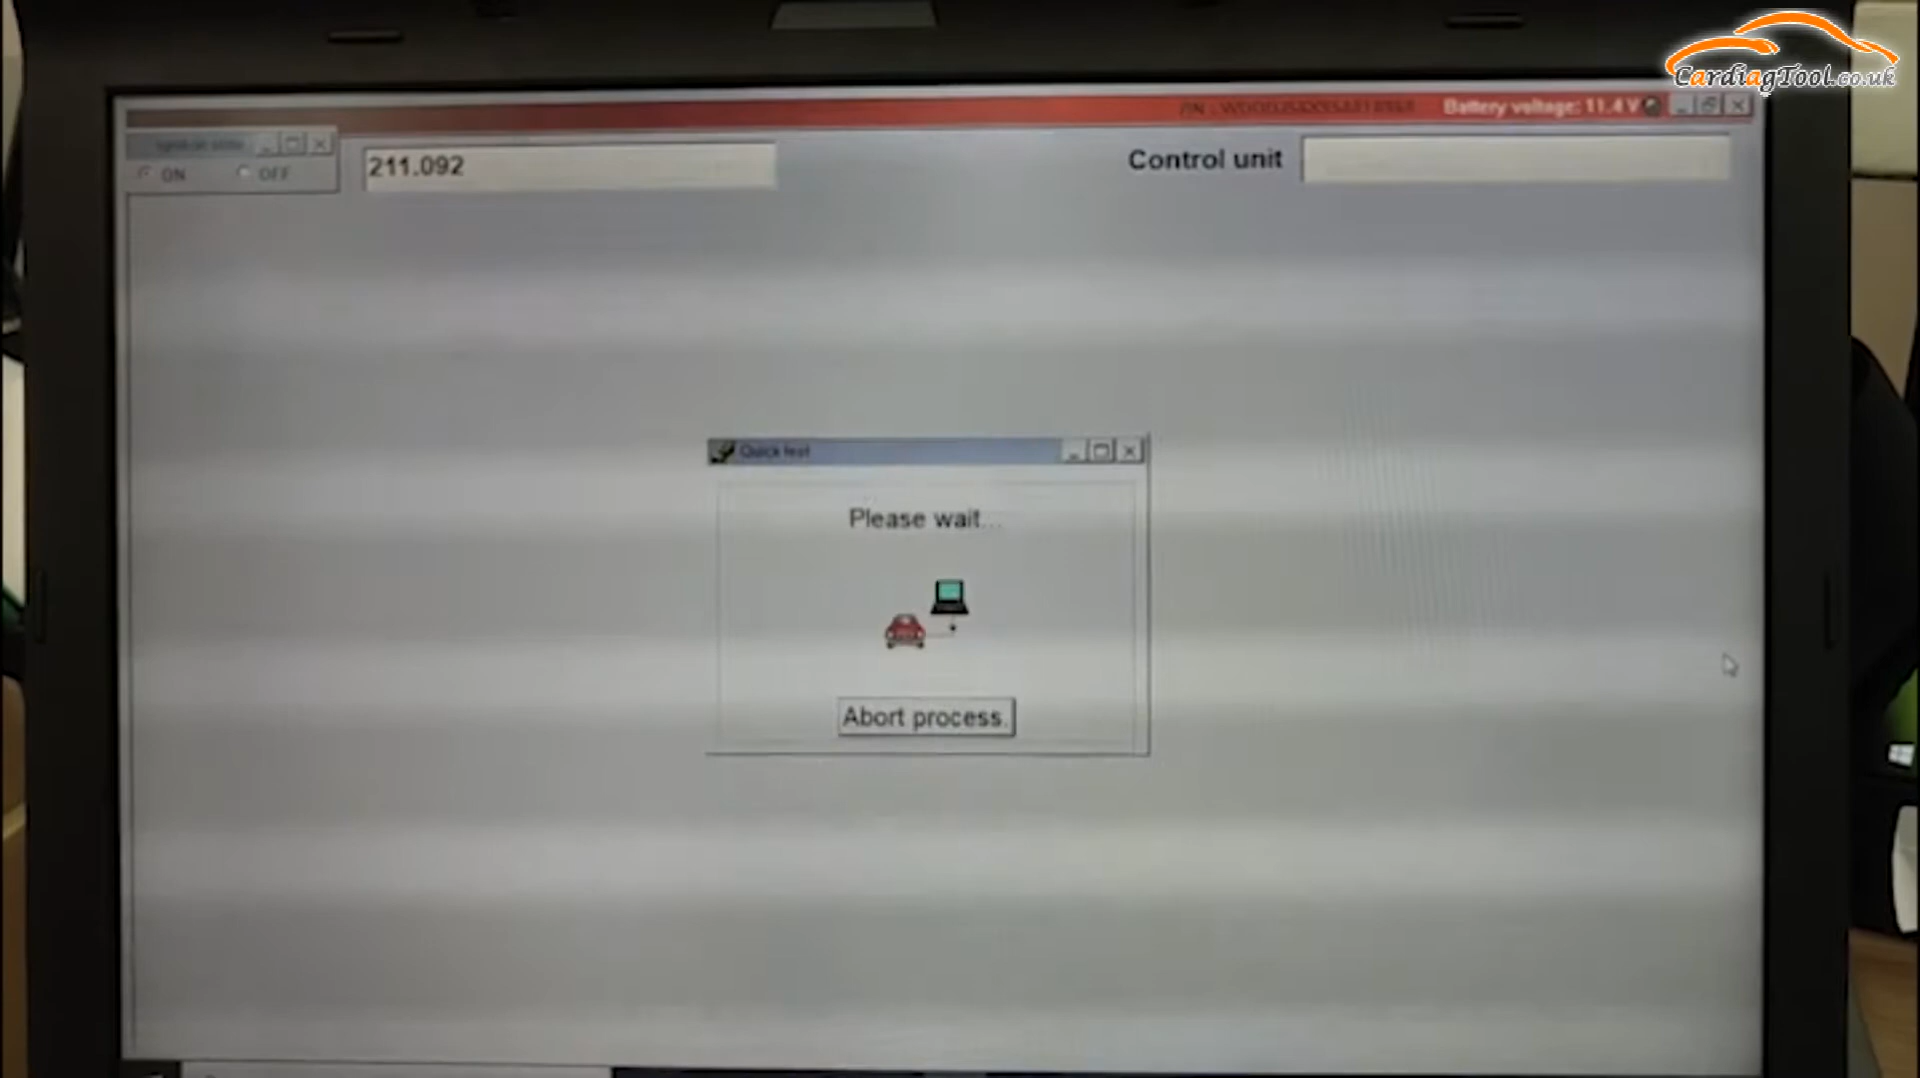 CardiagTool.co.uk
Battery voltage: 11.4 V
ON OFF
211.092
Control unit
Quick test
Please wait...
Abort process.